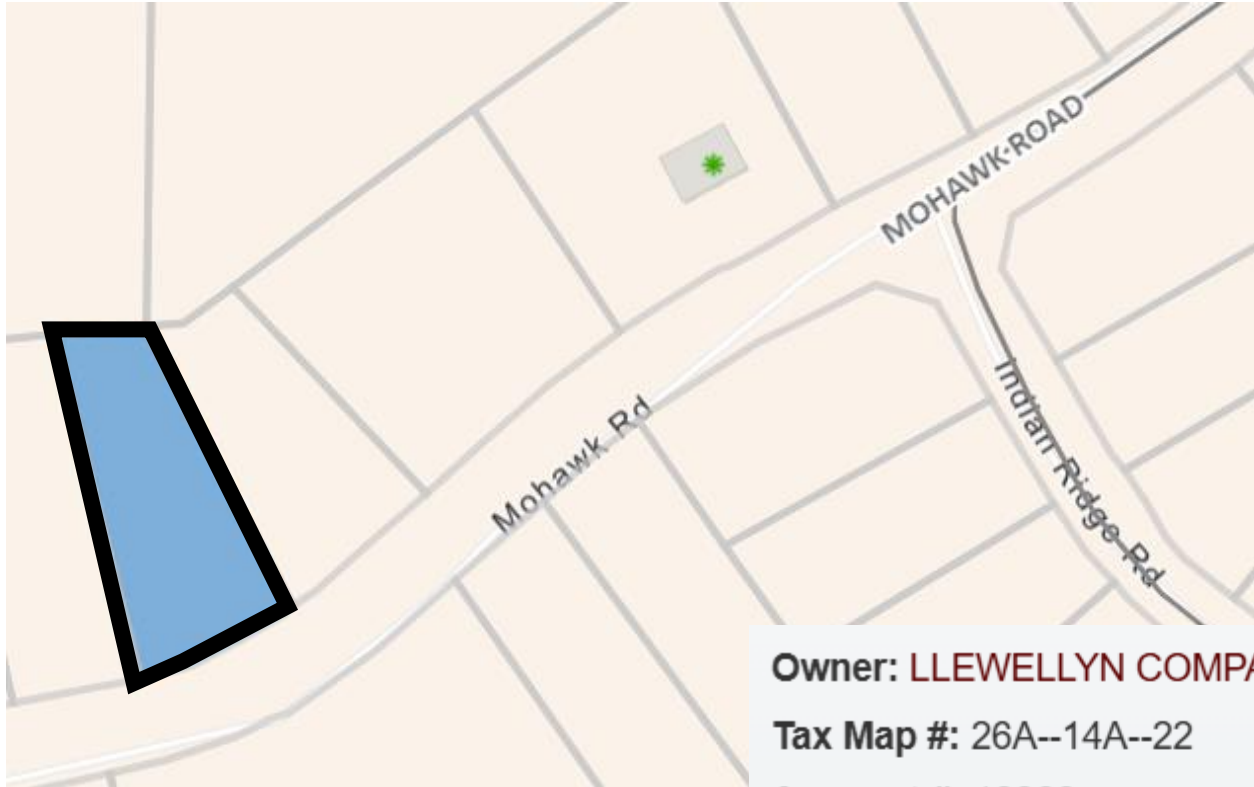 MOHAWK ROAD
Mohawk Rd
Indian Ridge Rd
Owner: LLEWELLYN COMPA
Tax Map #: 26A--14A--22